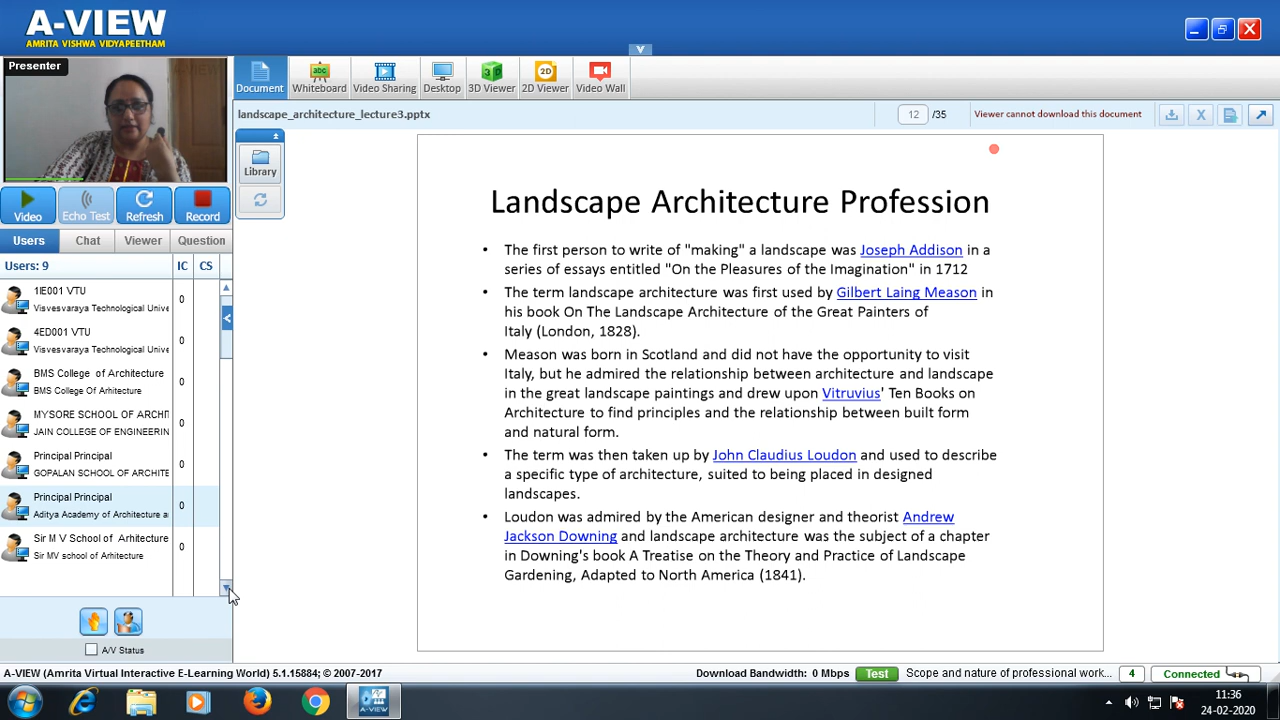 A-VIEW
AMRITA VISHWA VIDYAPEETHAM
Presenter
Document
Whiteboard
Video Sharing
Desktop
3D Viewer
2D Viewer
Video Wall
landscape_architecture_lecture3.pptx
12 /35
Viewer cannot download this document
Library
Video
Echo Test
Refresh
Record
Users
Chat
Viewer
Question
Users: 9
IC
CS
1IE001 VTU
Visvesvaraya Technological Unive
0
4ED001 VTU
Visvesvaraya Technological Unive
0
BMS College of Architecture
BMS College Of Arhitecture
0
MYSORE SCHOOL OF ARCHI
JAIN COLLEGE OF ENGINEERIN
0
Principal Principal
GOPALAN SCHOOL OF ARCHITE
0
Principal Principal
Aditya Academy of Architecture a
0
Sir M V School of Arhitecture
Sir MV school of Arhitecture
0
A/V Status
Landscape Architecture Profession
• The first person to write of "making" a landscape was Joseph Addison in a
series of essays entitled "On the Pleasures of the Imagination" in 1712
• The term landscape architecture was first used by Gilbert Laing Meason in
his book On The Landscape Architecture of the Great Painters of
Italy (London, 1828).
• Meason was born in Scotland and did not have the opportunity to visit
Italy, but he admired the relationship between architecture and landscape
in the great landscape paintings and drew upon Vitruvius' Ten Books on
Architecture to find principles and the relationship between built form
and natural form.
• The term was then taken up by John Claudius Loudon and used to describe
a specific type of architecture, suited to being placed in designed
landscapes.
• Loudon was admired by the American designer and theorist Andrew
Jackson Downing and landscape architecture was the subject of a chapter
in Downing's book A Treatise on the Theory and Practice of Landscape
Gardening, Adapted to North America (1841).
A-VIEW (Amrita Virtual Interactive E-Learning World) 5.1.15884; © 2007-2017
Download Bandwidth: 0 Mbps
Test
Scope and nature of professional work...
4
Connected
11:36
24-02-2020